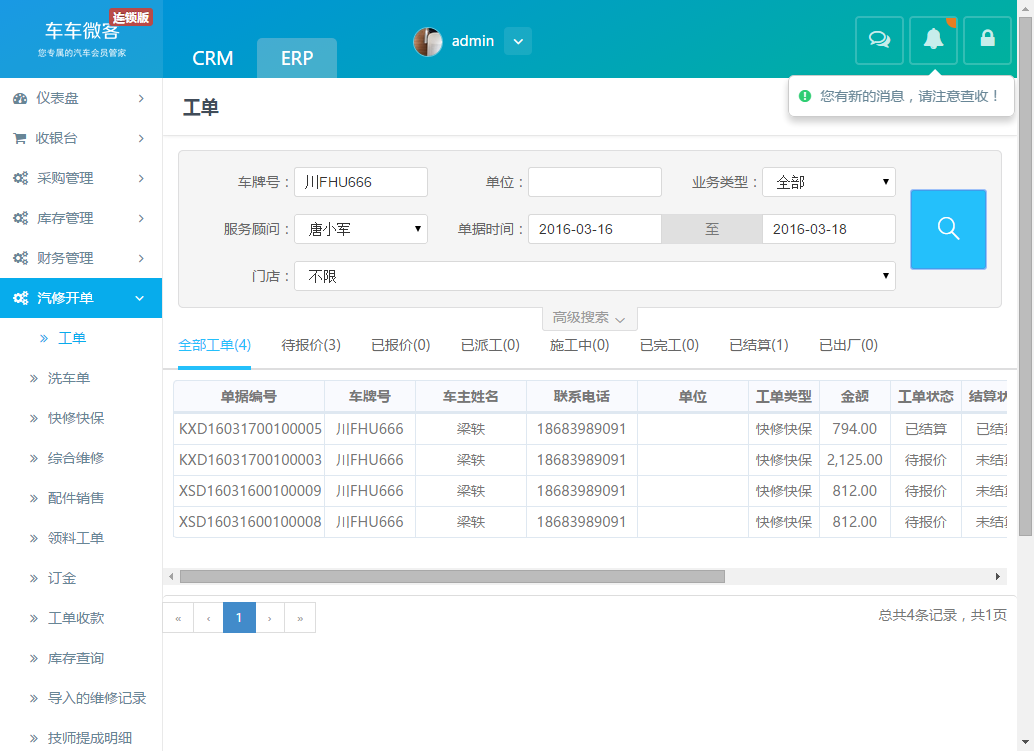 连锁版
车车微客
您专属的汽车会员管家
CRM
ERP
admin
您有新的消息，请注意查收！
仪表盘
收银台
采购管理
库存管理
财务管理
汽修开单
工单
洗车单
快修快保
综合维修
配件销售
领料工单
订金
工单收款
库存查询
导入的维修记录
技师提成明细
工单
车牌号： 川FHU666 单位： 业务类型： 全部
服务顾问： 唐小军 单据时间： 2016-03-16 至 2016-03-18
门店： 不限
高级搜索
全部工单(4) 待报价(3) 已报价(0) 已派工(0) 施工中(0) 已完工(0) 已结算(1) 已出厂(0)
单据编号 车牌号 车主姓名 联系电话 单位 工单类型 金额 工单状态 结算状
KXD16031700100005 川FHU666 梁轶 18683989091 快修快保 794.00 已结算 已结
KXD16031700100003 川FHU666 梁轶 18683989091 快修快保 2,125.00 待报价 未结
XSD16031600100009 川FHU666 梁轶 18683989091 快修快保 812.00 待报价 未结
XSD16031600100008 川FHU666 梁轶 18683989091 快修快保 812.00 待报价 未结
« ‹ 1 › »
总共4条记录，共1页